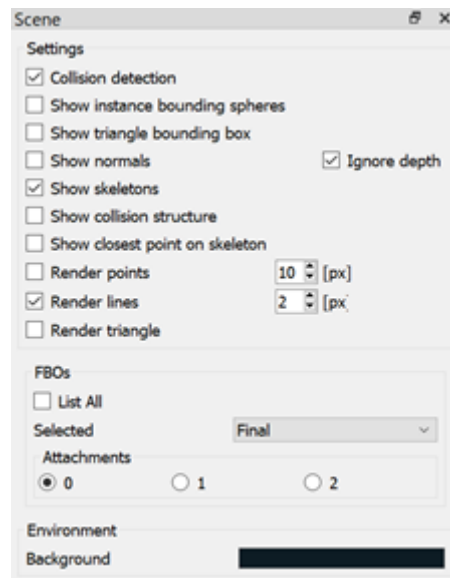 Scene
Settings
Collision detection
Show instance bounding spheres
Show triangle bounding box
Show normals Ignore depth
Show skeletons
Show collision structure
Show closest point on skeleton
Render points 10 [px]
Render lines 2 [px
Render triangle
FBOs
List All
Selected Final
Attachments
0 1 2
Environment
Background